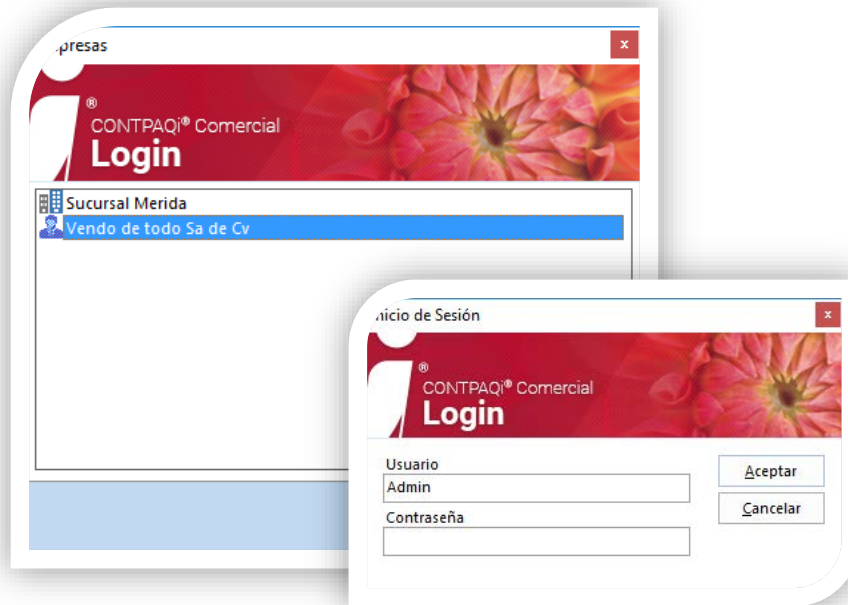 presas
x
®
CONTPAQi® Comercial
Login
Sucursal Merida
Vendo de todo Sa de Cv
nicio de Sesión
x
®
CONTPAQi® Comercial
Login
Usuario
Admin
Contraseña
Aceptar
Cancelar